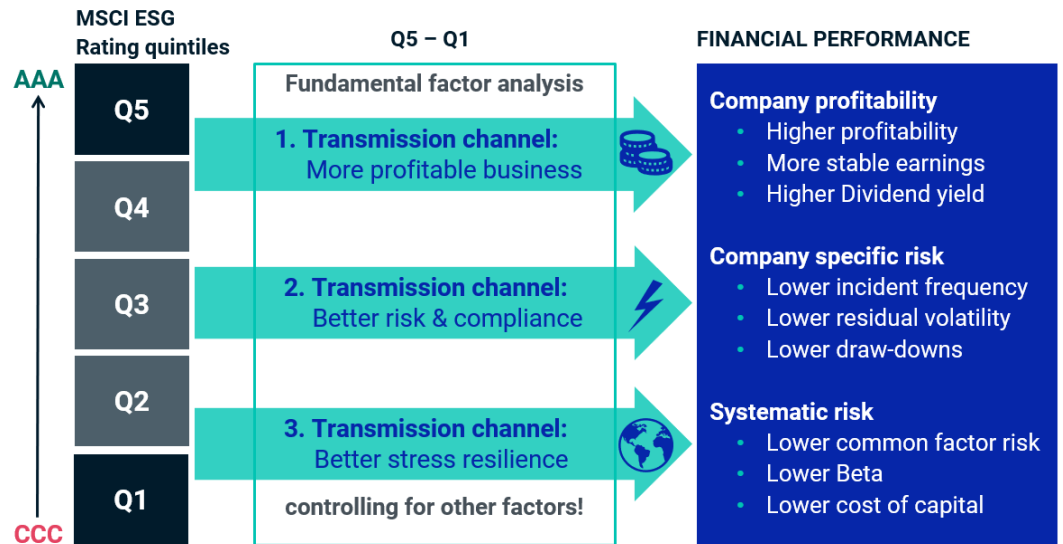 MSCI ESG
Rating quintiles
AAA
Q5
Q4
Q3
Q2
Q1
CCC
Q5 – Q1
Fundamental factor analysis
1. Transmission channel:
More profitable business
2. Transmission channel:
Better risk & compliance
3. Transmission channel:
Better stress resilience
controlling for other factors!
FINANCIAL PERFORMANCE
Company profitability
• Higher profitability
• More stable earnings
• Higher Dividend yield
Company specific risk
• Lower incident frequency
• Lower residual volatility
• Lower draw-downs
Systematic risk
• Lower common factor risk
• Lower Beta
• Lower cost of capital